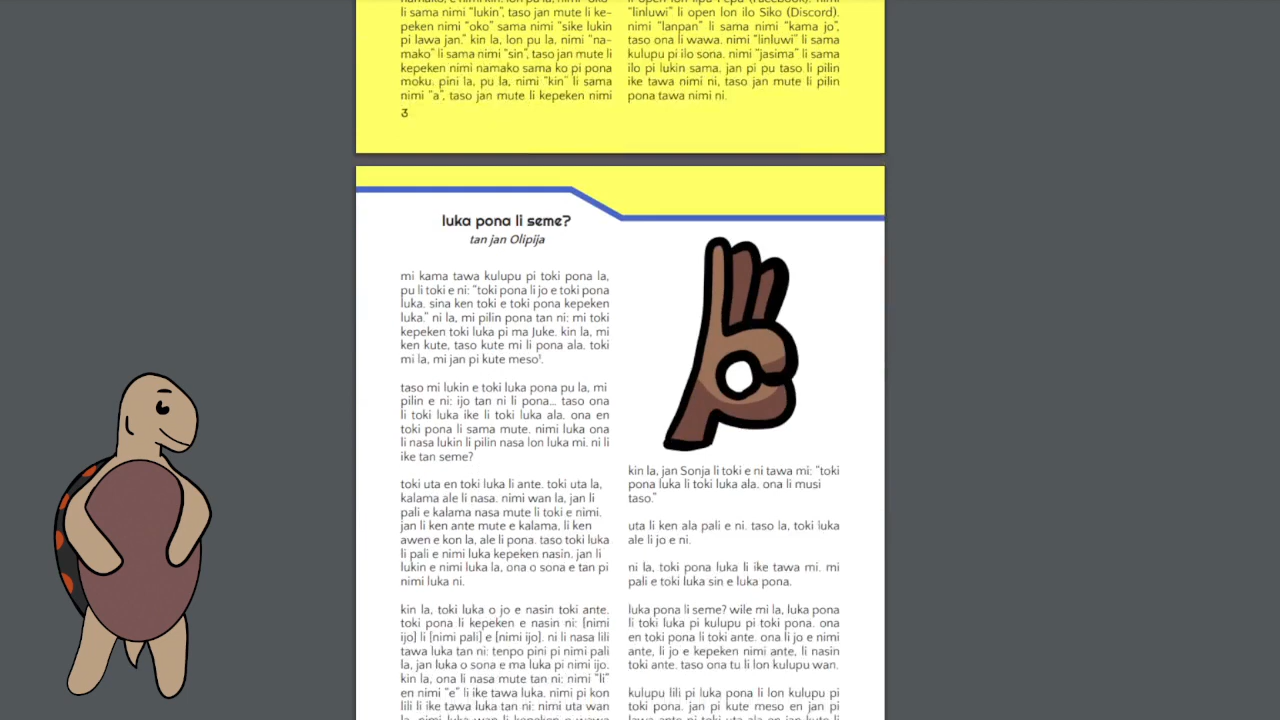 li sama nimi “lukin”, taso jan mute li ke-
peken nimi “oko” sama nimi “sike lukin
pi lawa jan.” kin la, lon pu la, nimi “na-
mako” li sama nimi “sin”, taso jan mute li
kepeken nimi namako sama ko pi pona
moku. pini la, pu la, nimi “kin” li sama
nimi “a”, taso jan mute li kepeken nimi
3
“linluwi” li open lon ilo Siko (Discord).
nimi “lanpan” li sama nimi “kama jo”,
taso ona li wawa. nimi “linluwi” li sama
kulupu pi ilo sona. nimi “jasima” li sama
ilo pi lukin sama. jan pi pu taso li pilin
ike tawa nimi ni, taso jan mute li pilin
pona tawa nimi ni.
luka pona li seme?
tan jan Olipija
mi kama tawa kulupu pi toki pona la,
pu li toki e ni: “toki pona li jo e toki pona
luka. sina ken toki e toki pona kepeken
luka.” ni la, mi pilin pona tan ni: mi toki
kepeken toki luka pi ma Juke. kin la, mi
ken kute, taso kute mi li pona ala. toki
mi la, mi jan pi kute meso¹.
taso mi lukin e toki luka pona pu la, mi
pilin e ni: ijo tan ni li pona... taso ona
li toki luka ike li toki luka ala. ona en
toki pona li sama mute. nimi luka ona
li nasa lukin li pilin nasa lon luka mi. ni li
ike tan seme?
toki uta en toki luka li ante. toki uta la,
kalama ale li nasa. nimi wan la, jan li
pali e kalama nasa mute li toki e nimi.
jan li ken ante mute e kalama, li ken
awen e kon la, ale li pona. taso toki luka
li pali e nimi luka kepeken nasin. jan li
lukin e nimi luka la, ona o sona e tan pi
nimi luka ni.
kin la, toki luka o jo e nasin toki ante.
toki pona li kepeken e nasin ni: [nimi
ijo] li [nimi pali] e [nimi ijo]. ni li nasa lili
tawa luka tan ni: tenpo pini pi nimi pali
la, jan luka o sona e ma luka pi nimi ijo.
kin la, ona li nasa mute tan ni: nimi “li”
en nimi “e” li ike tawa luka. nimi pi kon
lili li ike tawa luka tan ni: nimi uta wan
kin la, jan Sonja li toki e ni tawa mi: “toki
pona luka li toki luka ala. ona li musi
taso.”
uta li ken ala pali e ni. taso la, toki luka
ale li jo e ni.
ni la, toki pona luka li ike tawa mi. mi
pali e toki luka sin e luka pona.
luka pona li seme? wile mi la, luka pona
li toki luka pi kulupu pi toki pona. ona
en toki pona li toki ante. ona li jo e nimi
ante, li jo e kepeken nimi ante, li nasin
toki ante. taso ona tu li lon kulupu wan.
kulupu lili pi luka pona li lon kulupu pi
toki pona. jan pi kute meso en jan pi